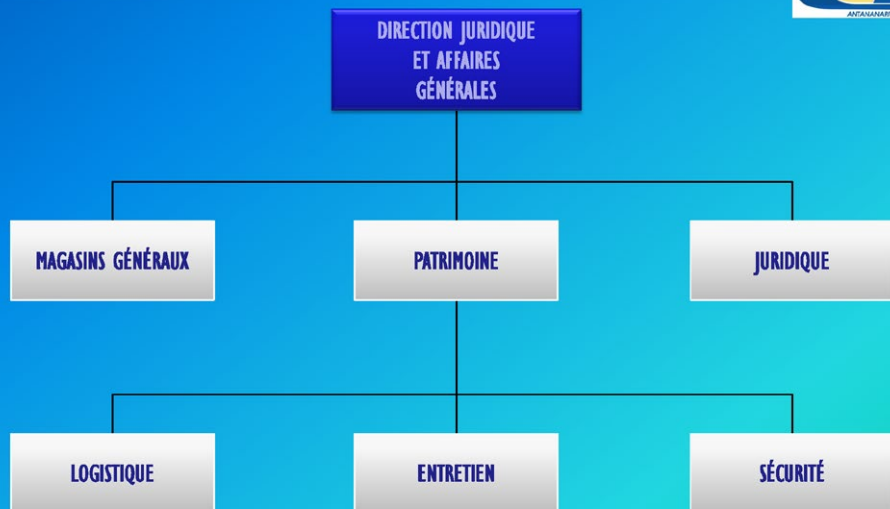 DIRECTION JURIDIQUE
ET AFFAIRES
GÉNÉRALES
MAGASINS GÉNÉRAUX
PATRIMOINE
JURIDIQUE
LOGISTIQUE
ENTRETIEN
SÉCURITÉ